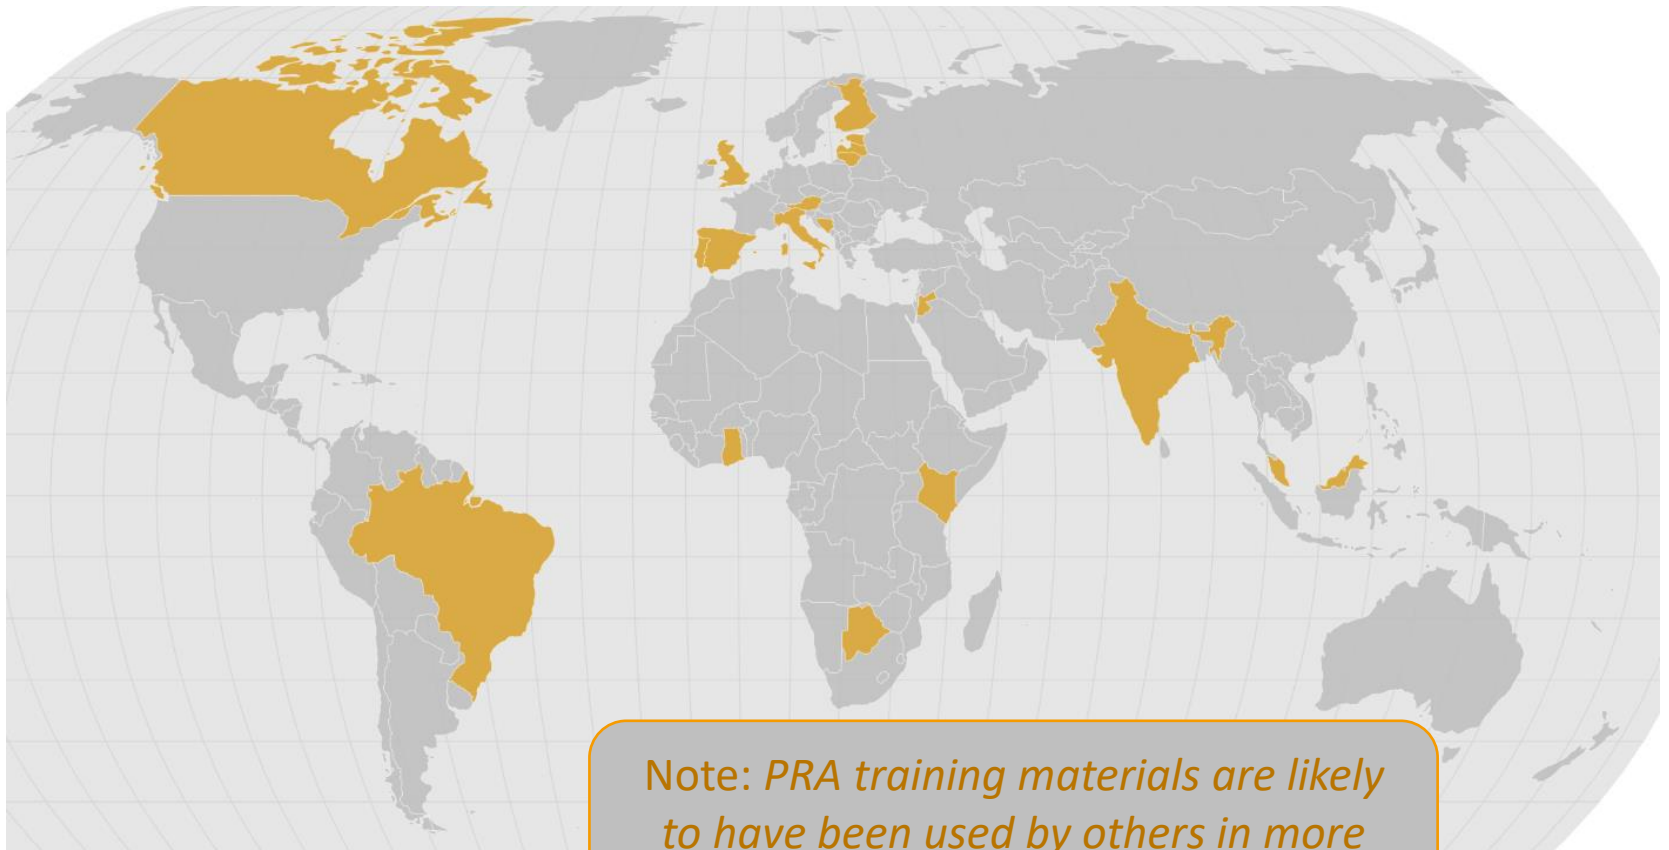 Note: PRA training materials are likely
to have been used by others in more